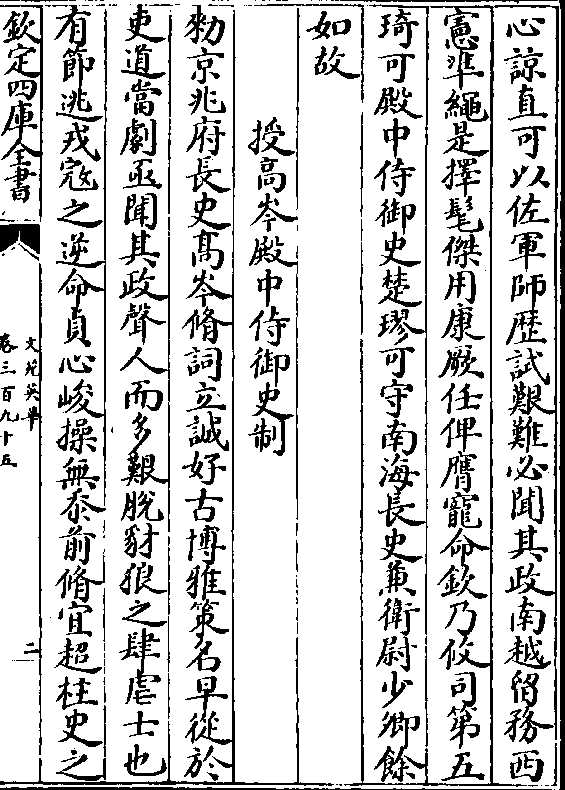 心諒直可以佐軍師歴試艱難必聞其政南越留務西
憲準繩是擇髦傑用康厥任俾膺寵命欽乃攸司第五
琦可殿中侍御史楚璆可守南海長史兼衛尉少卿餘
如故
授高岑殿中侍御史制
勅京兆府長史髙岑脩詞立誠好古博雅策名早從於
吏道當劇亟聞其政聲人而多艱脫豺狼之肆虐士也
有節逃戎宼之逆命貞心峻操無忝前脩宜超柱史之
欽定四庫全書
文苑英華
卷三百九十五
二